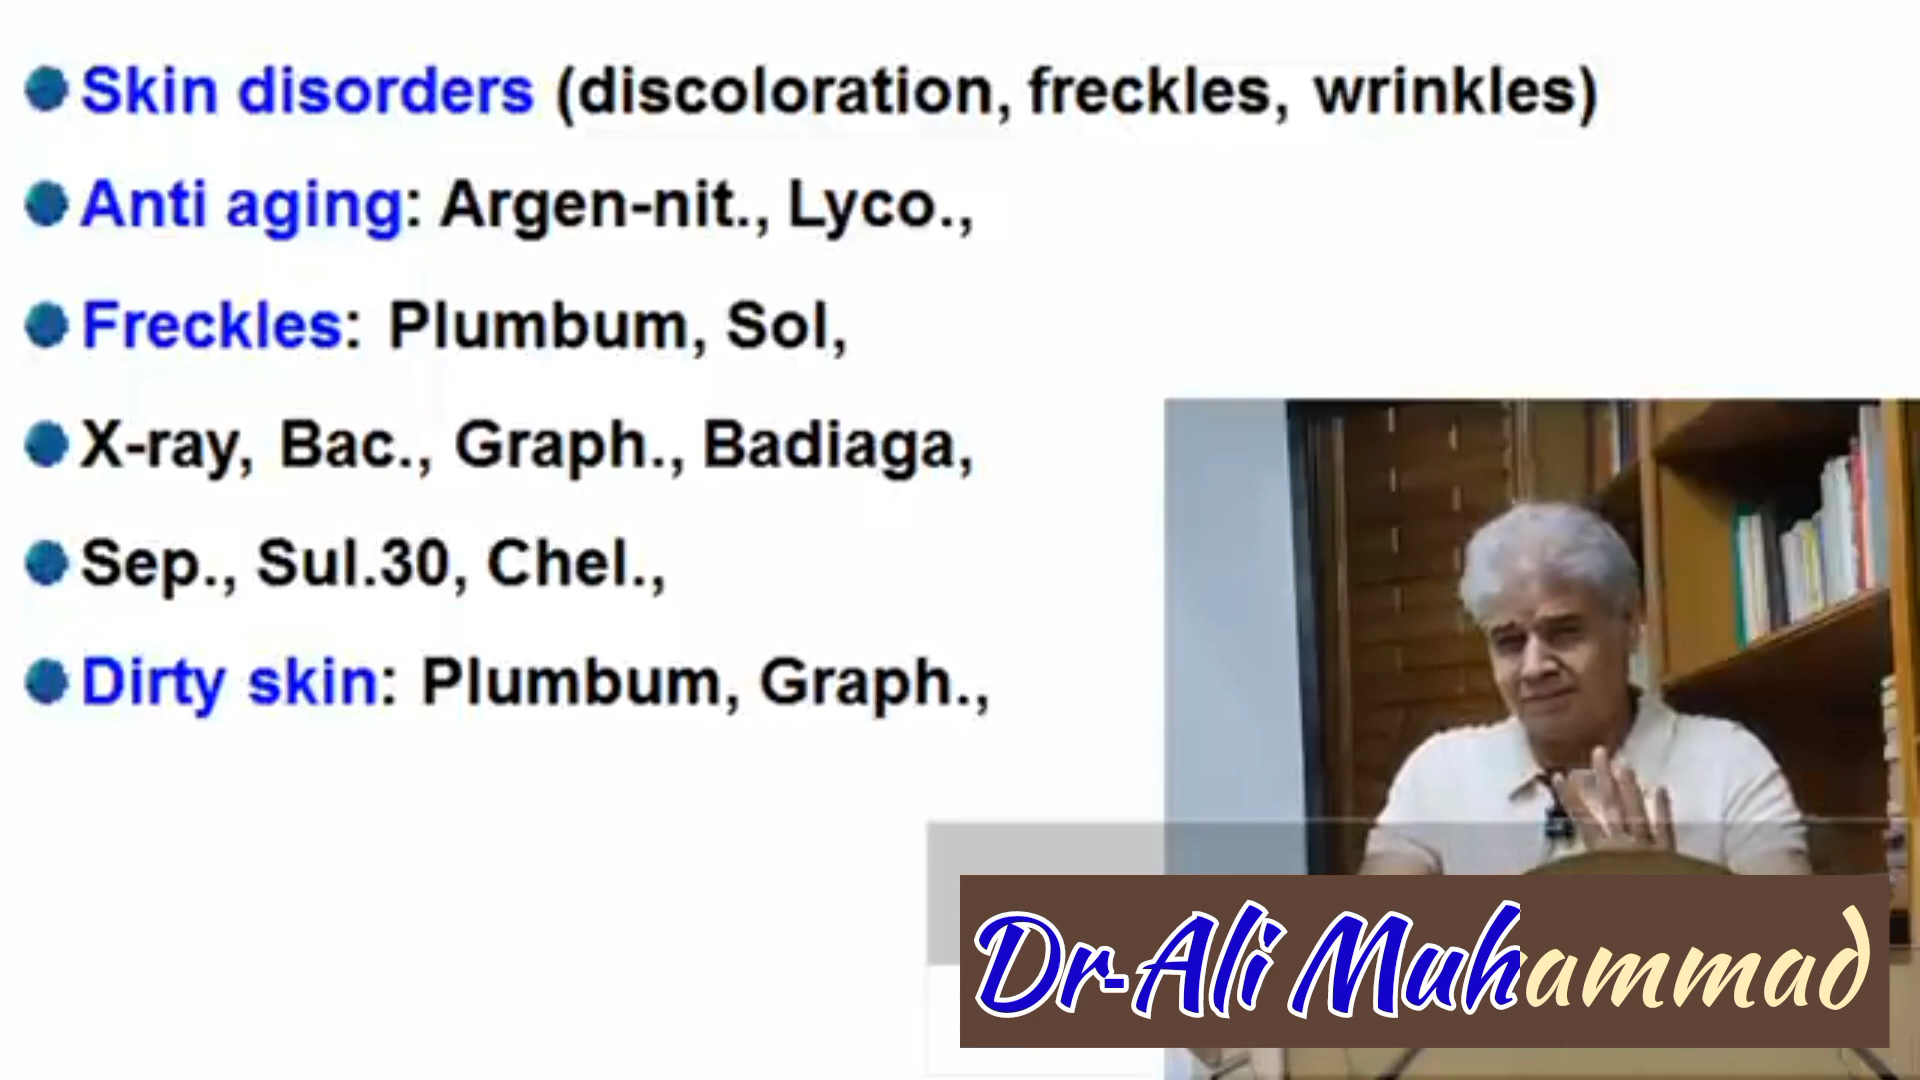 Skin disorders (discoloration, freckles, wrinkles)
Anti aging: Argen-nit., Lyco.,
Freckles: Plumbum, Sol,
X-ray, Bac., Graph., Badiaga,
Sep., Sul.30, Chel.,
Dirty skin: Plumbum, Graph.,
Dr-Ali Muhammad